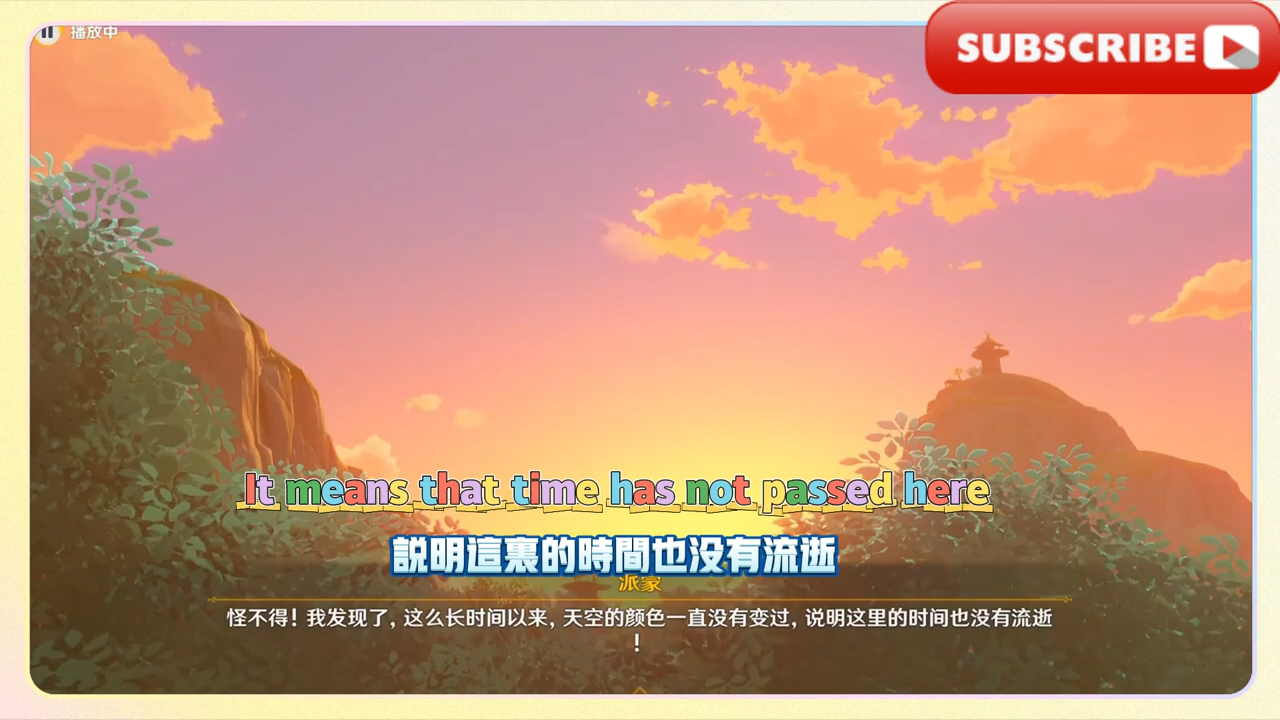 播放中
SUBSCRIBE
It means that time has not passed here
説明這裏的時間也没有流逝
派蒙
怪不得！我发现了，这么长时间以来，天空的颜色一直没有变过，说明这里的时间也没有流逝
！